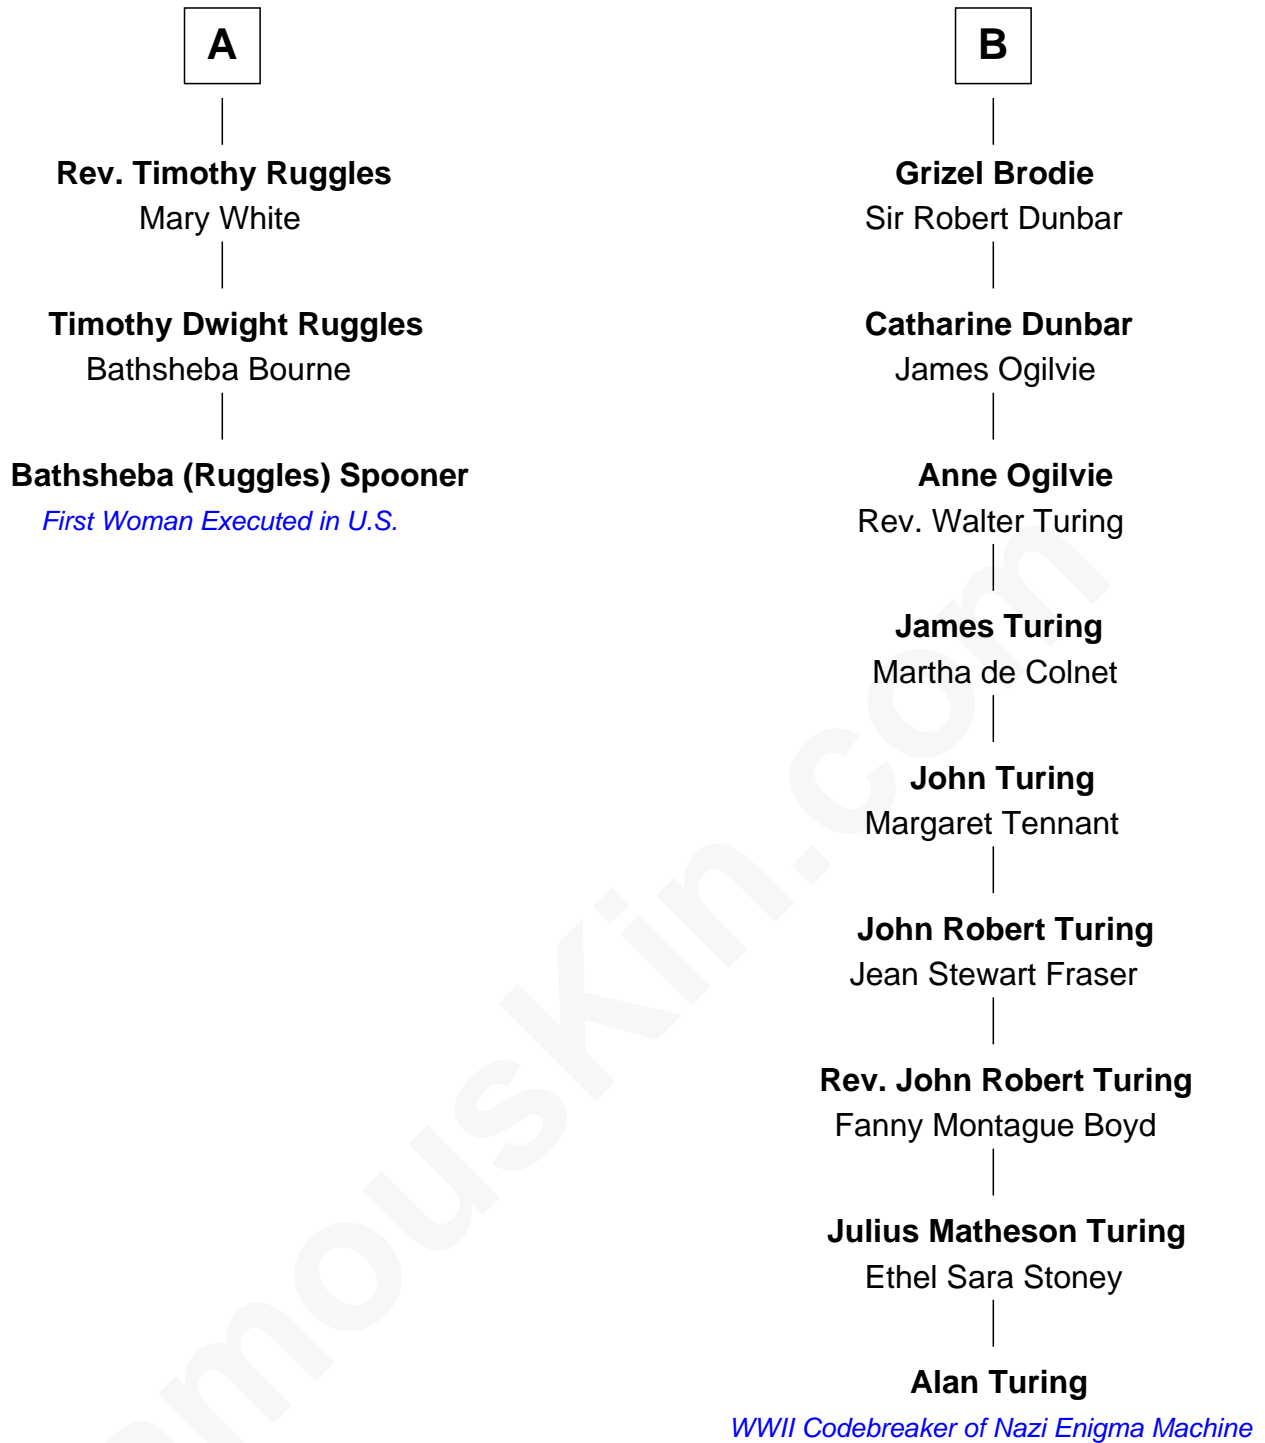 A
Rev. Timothy Ruggles
Mary White
Timothy Dwight Ruggles
Bathsheba Bourne
Bathsheba (Ruggles) Spooner
First Woman Executed in U.S.
B
Grizel Brodie
Sir Robert Dunbar
Catharine Dunbar
James Ogilvie
Anne Ogilvie
Rev. Walter Turing
James Turing
Martha de Colnet
John Turing
Margaret Tennant
John Robert Turing
Jean Stewart Fraser
Rev. John Robert Turing
Fanny Montague Boyd
Julius Matheson Turing
Ethel Sara Stoney
Alan Turing
WWII Codebreaker of Nazi Enigma Machine
amousKin.com